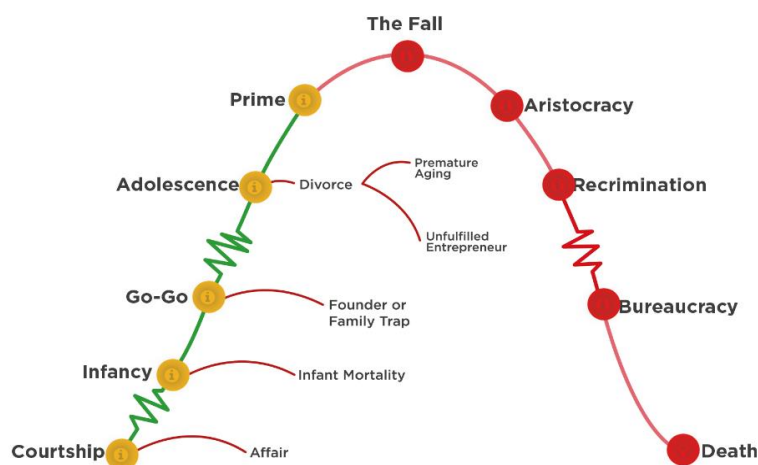 The Fall
Prime
Aristocracy
Adolescence
Divorce
Premature
Aging
Unfulfilled
Entrepreneur
Recrimination
Go-Go
Founder or
Family Trap
Bureaucracy
Infancy
Infant Mortality
Courtship
Affair
Death